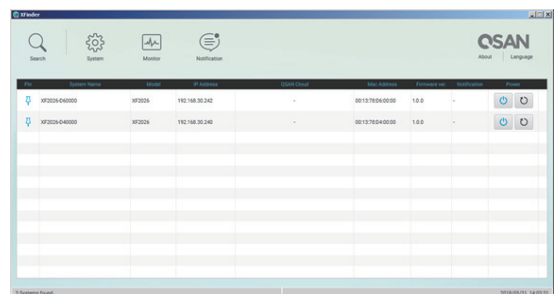 XFinder
Search System Monitor Notification
QSAN
About Language
Pin System Name Model IP Address QSAN Cloud Mac Address Firmware ver. Notification Power
XF2026-D60000 XF2026 192.168.30.242 - 00:13:78:D6:00:00 1.0.0 -
XF2026-D40000 XF2026 192.168.30.240 - 00:13:78:D4:00:00 1.0.0 -
2 Systems Found